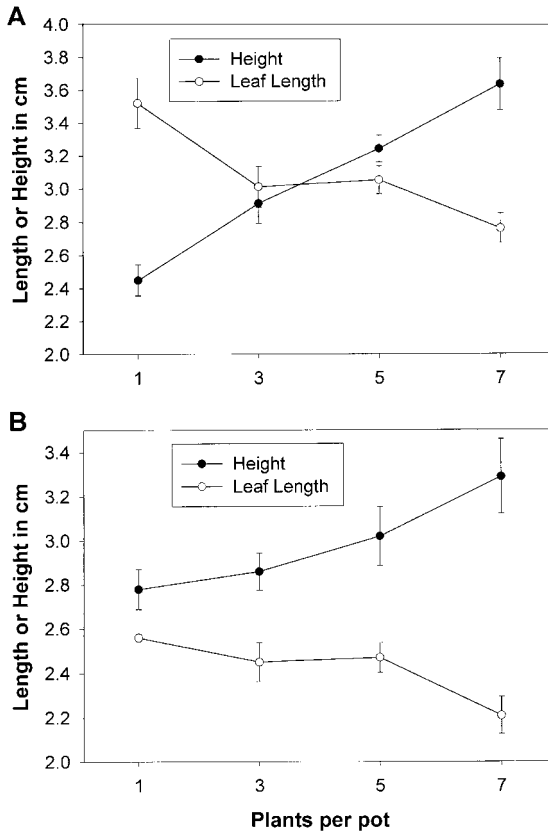 A
Length or Height in cm
4.0
3.8
3.6
3.4
3.2
3.0
2.8
2.6
2.4
2.2
2.0
Height
Leaf Length
1 3 5 7
B
Length or Height in cm
3.4
3.2
3.0
2.8
2.6
2.4
2.2
2.0
Height
Leaf Length
1 3 5 7
Plants per pot